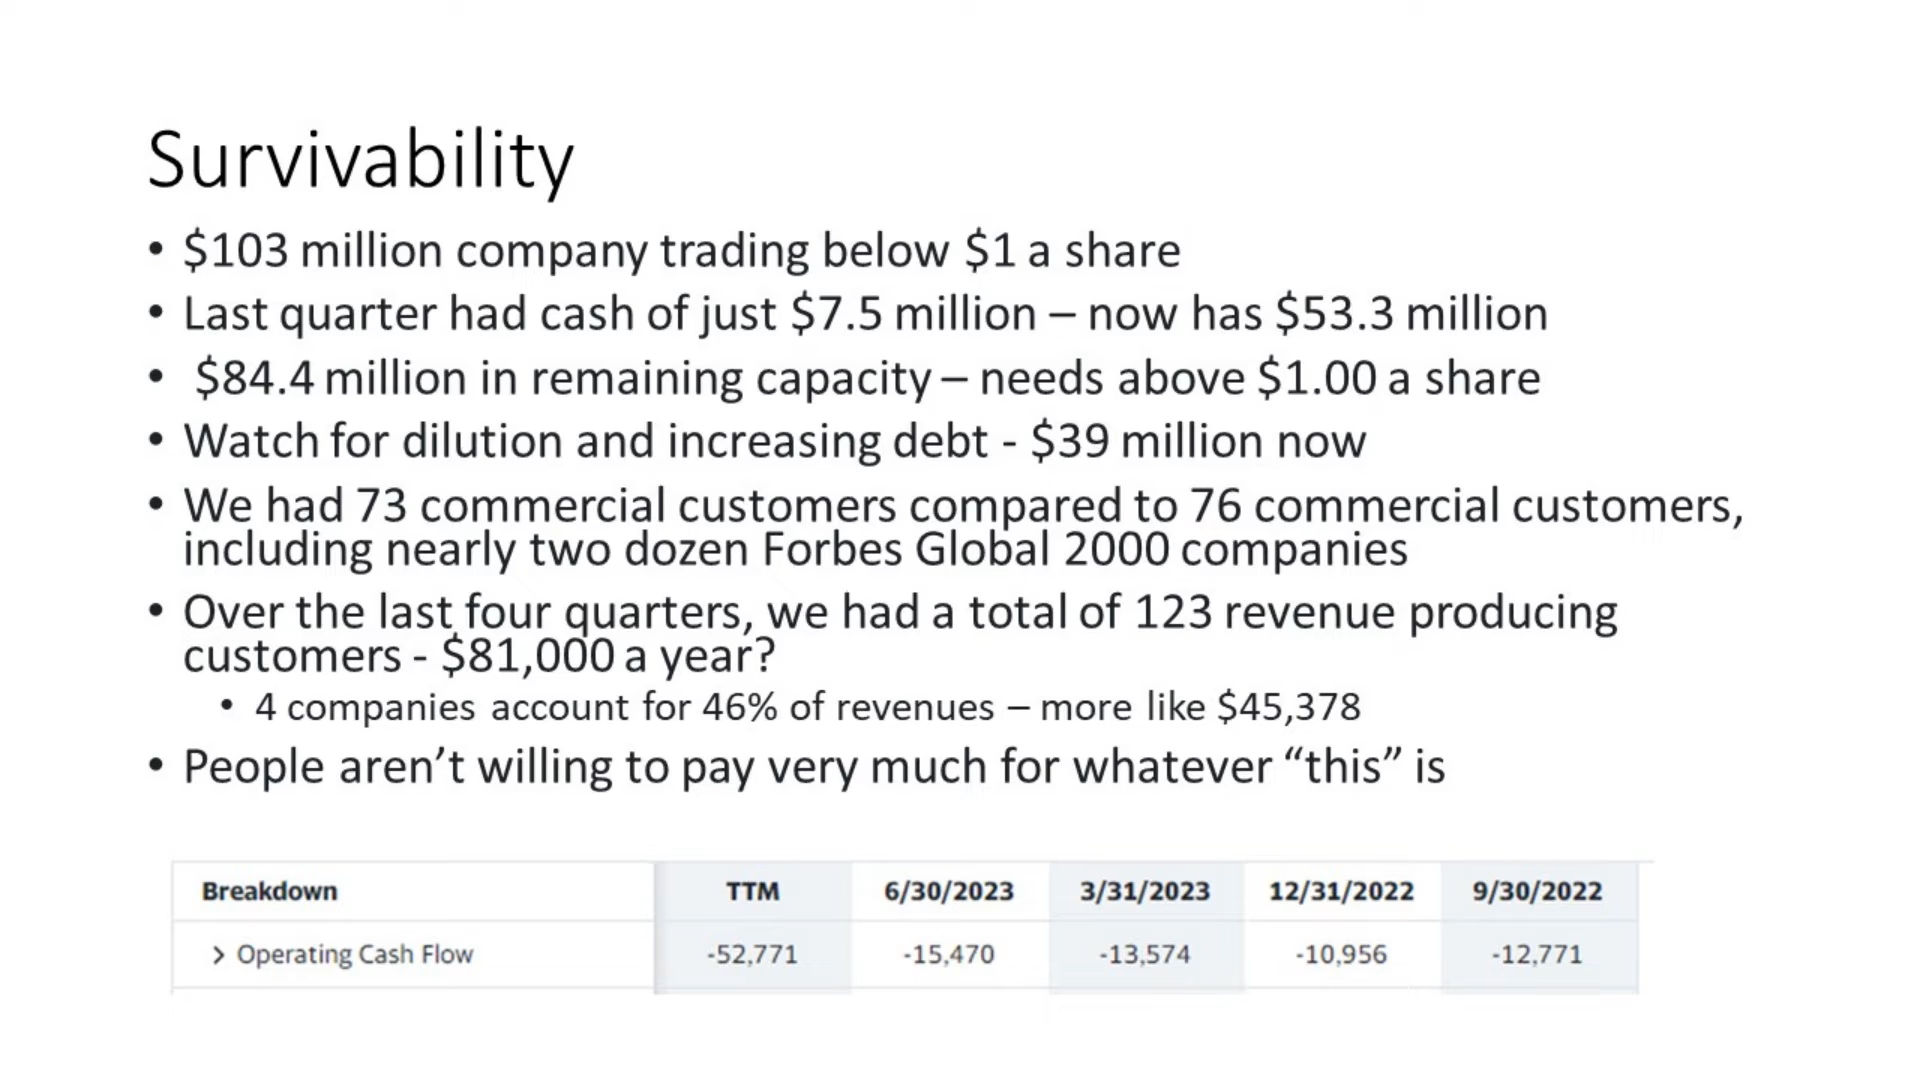 Survivability
• $103 million company trading below $1 a share
• Last quarter had cash of just $7.5 million – now has $53.3 million
• $84.4 million in remaining capacity – needs above $1.00 a share
• Watch for dilution and increasing debt - $39 million now
• We had 73 commercial customers compared to 76 commercial customers,
including nearly two dozen Forbes Global 2000 companies
• Over the last four quarters, we had a total of 123 revenue producing
customers - $81,000 a year?
• 4 companies account for 46% of revenues – more like $45,378
• People aren’t willing to pay very much for whatever “this” is
Breakdown TTM 6/30/2023 3/31/2023 12/31/2022 9/30/2022
> Operating Cash Flow -52,771 -15,470 -13,574 -10,956 -12,771